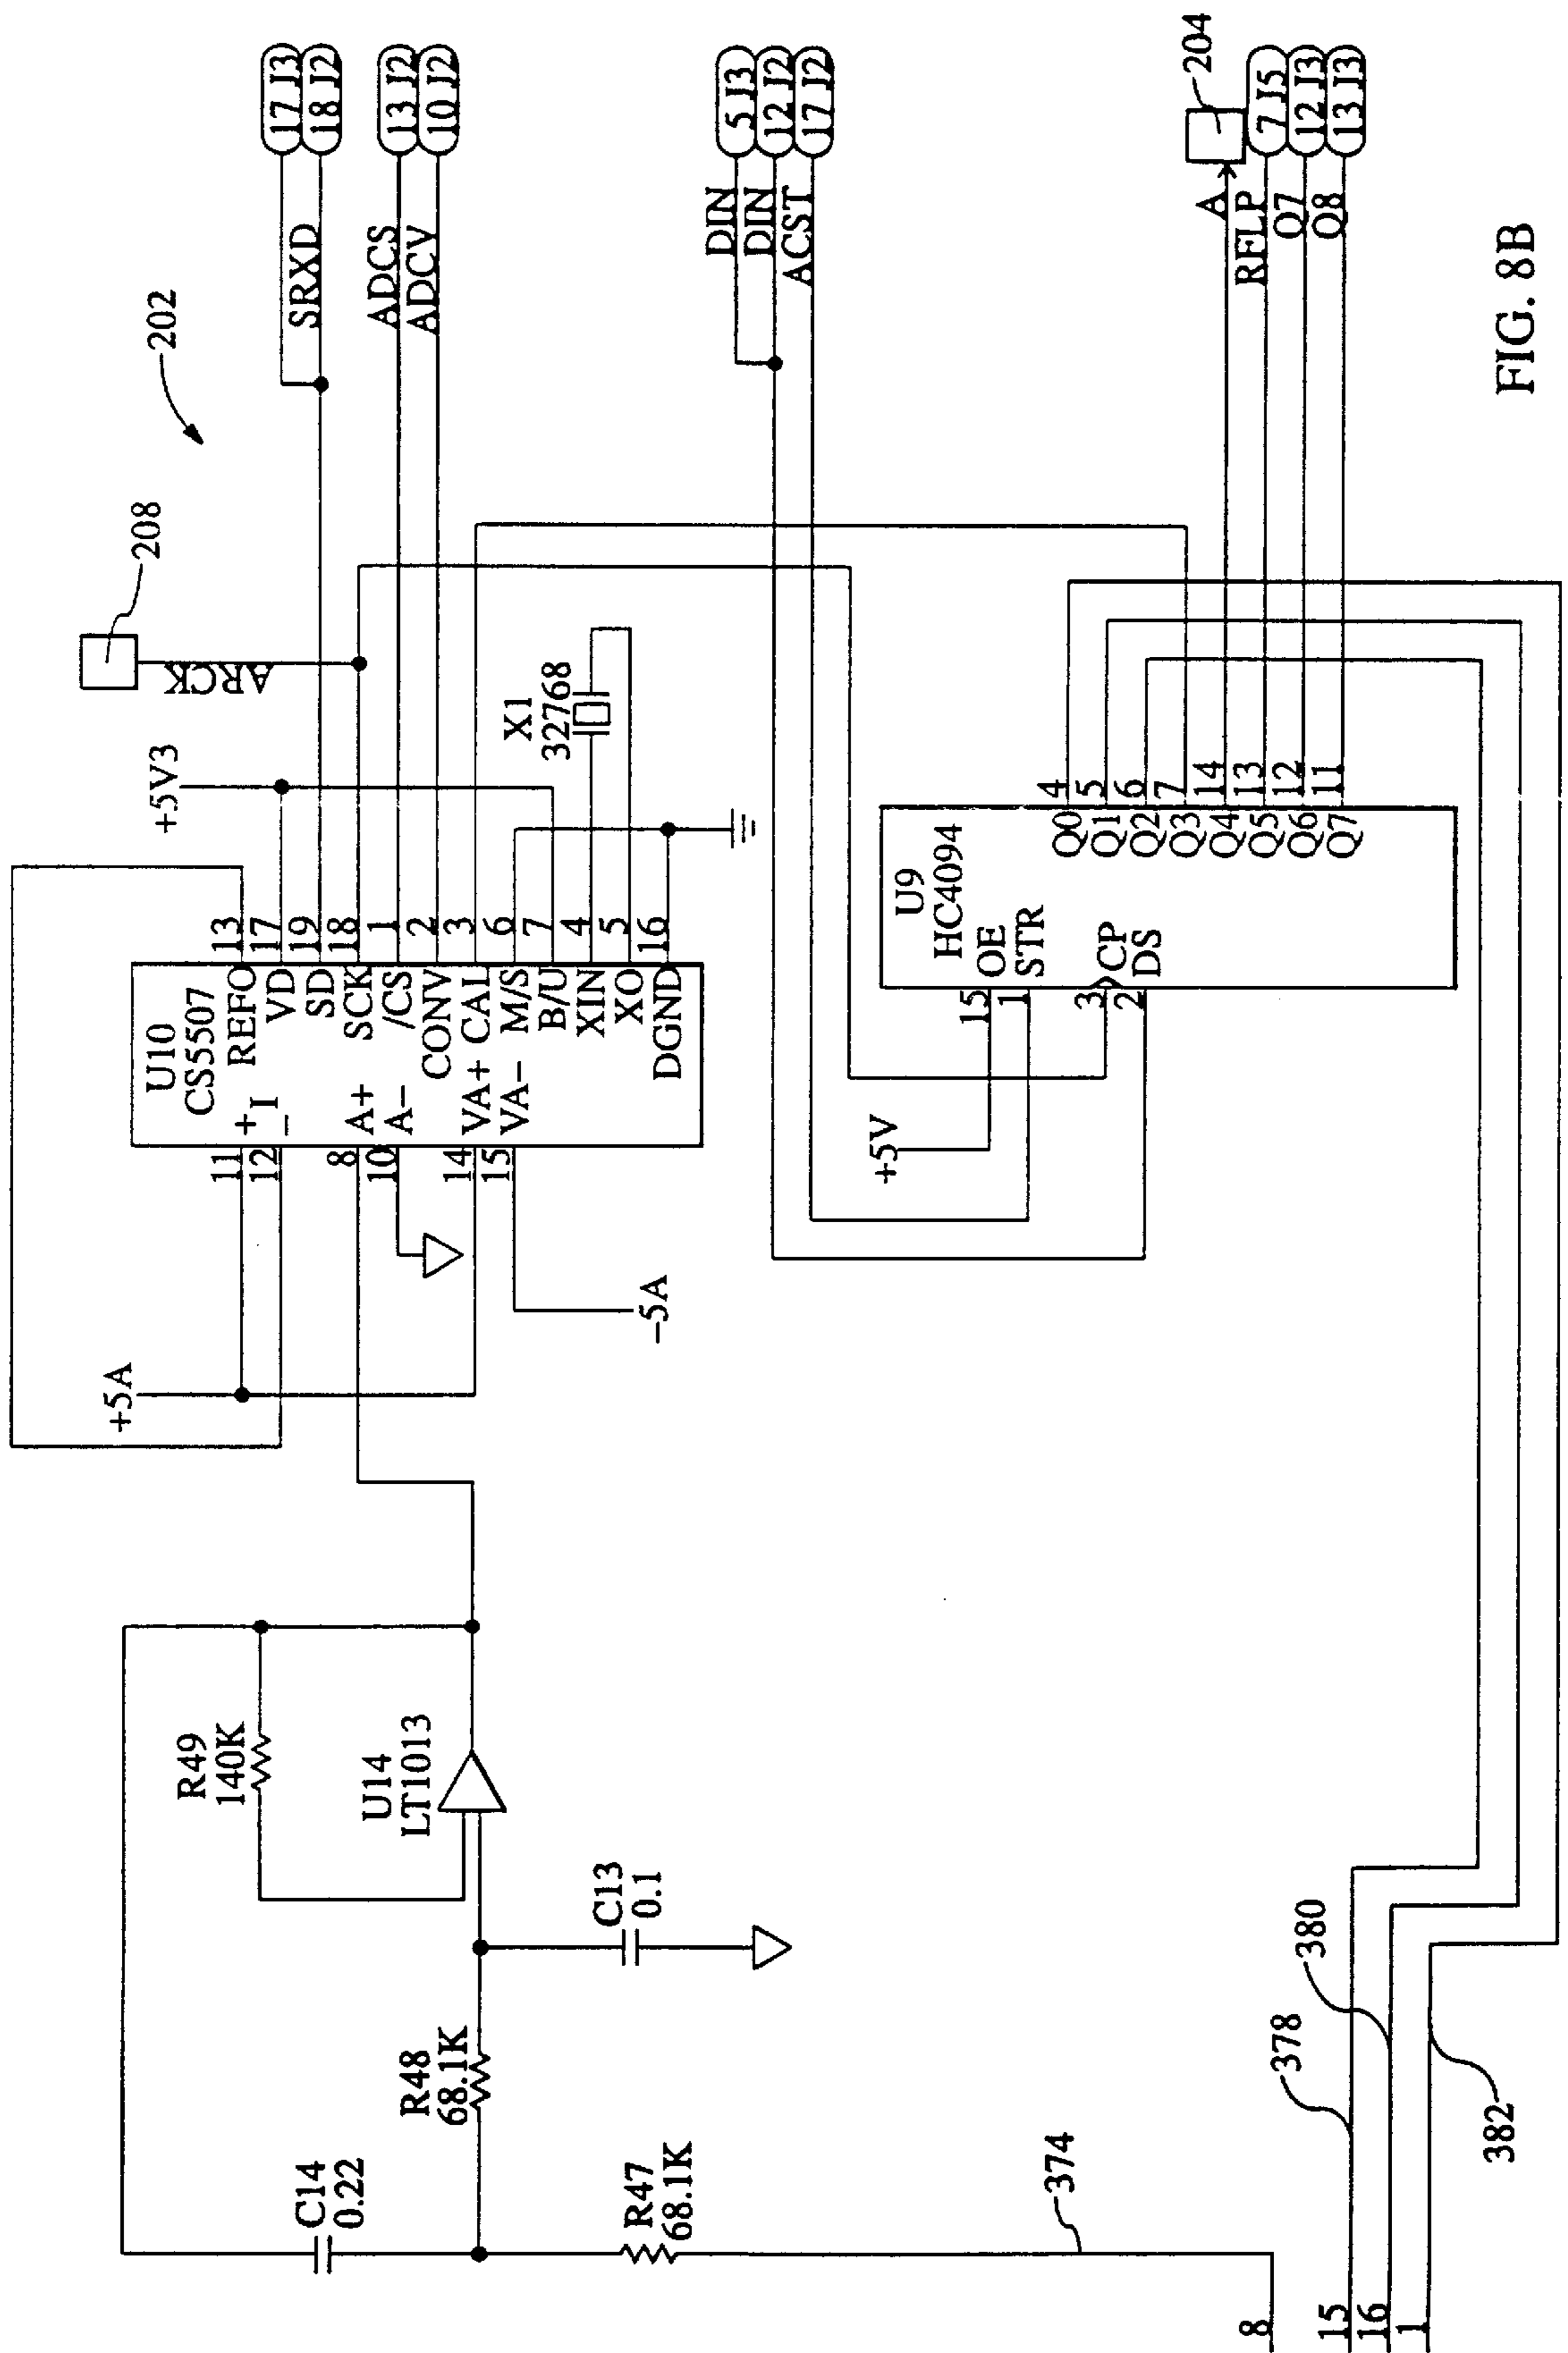 202
208
ARCK
17 J3
18 J2
SRXD
13 J2
10 J2
ADCS
ADCV
5 J3
12 J2
17 J2
DIN
DIN
ACST
204
A
7 J5
12 J3
13 J3
RFLP
Q7
Q8
+5A
+5V3
-5A
U10
CS5507
11 +
12 - I
8 A+
10 A-
14 VA+
15 VA-
REFO 13
VD 17
SD 19
SCK 18
/CS 1
CONV 2
CAL 3
M/S 6
B/U 7
XIN 4
XO 5
DGND 16
X1
32768
+5V
U9
HC4094
15 OE
1 STR
3 CP
2 DS
Q0 4
Q1 5
Q2 6
Q3 7
Q4 14
Q5 13
Q6 12
Q7 11
R49
140K
U14
LT1013
C13
0.1
R48
68.1K
C14
0.22
R47
68.1K
374
378
380
382
8
15
16
1
FIG. 8B